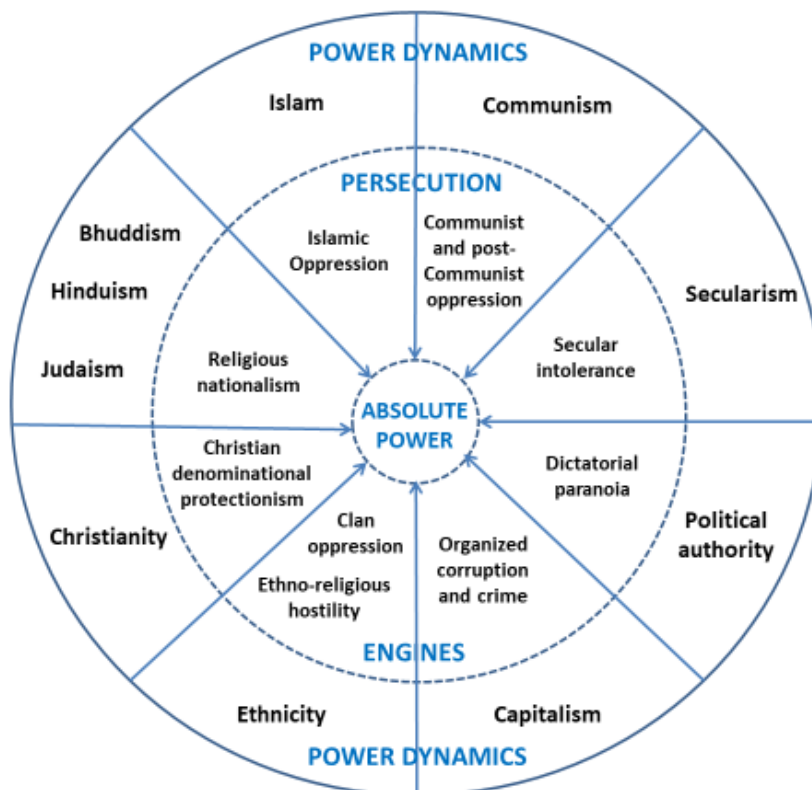 POWER DYNAMICS
Islam
Communism
PERSECUTION
Bhuddism
Hinduism
Judaism
Islamic
Oppression
Communist
and post-
Communist
oppression
Secularism
Religious
nationalism
Secular
intolerance
ABSOLUTE
POWER
Christian
denominational
protectionism
Dictatorial
paranoia
Christianity
Clan
oppression
Ethno-religious
hostility
Organized
corruption
and crime
Political
authority
ENGINES
Ethnicity
Capitalism
POWER DYNAMICS